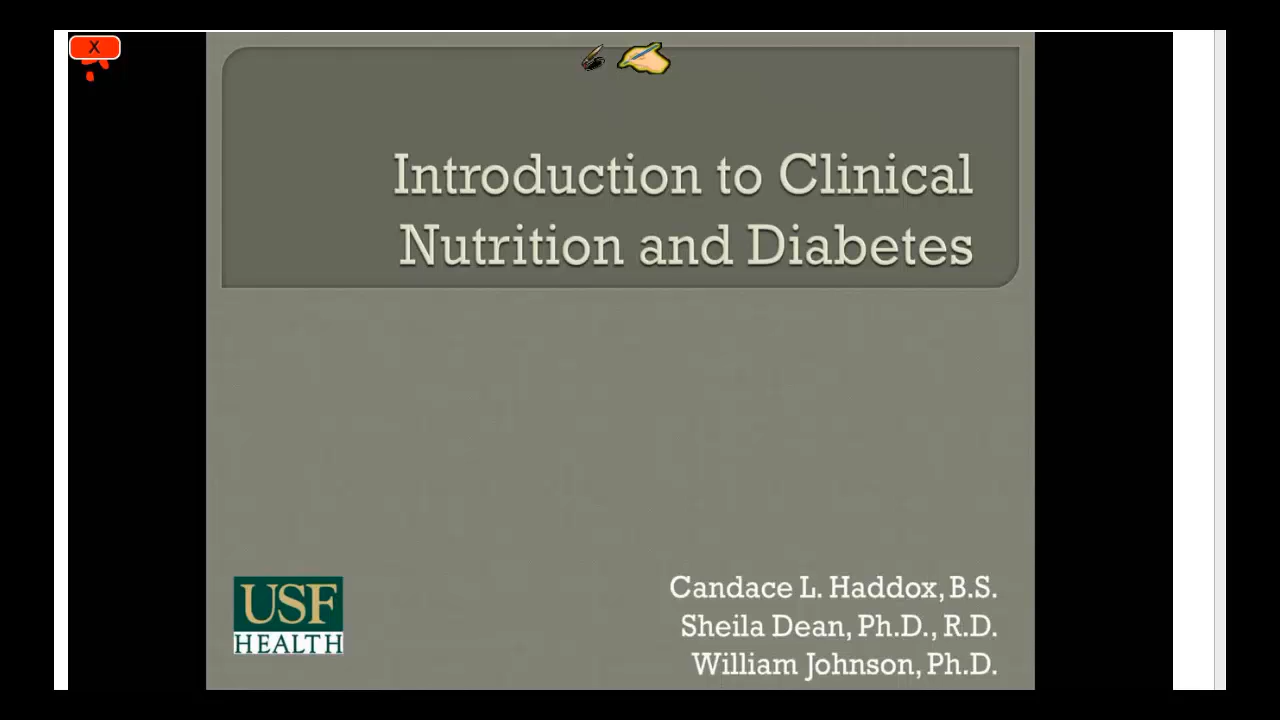 X
Introduction to Clinical
Nutrition and Diabetes
USF
HEALTH
Candace L. Haddox, B.S.
Sheila Dean, Ph.D., R.D.
William Johnson, Ph.D.